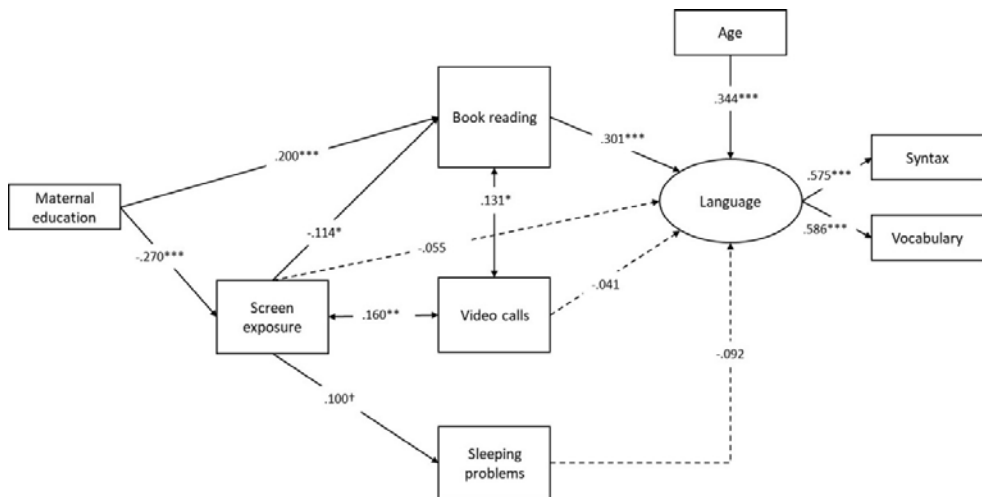 Age
.344***
Book reading
.301***
.200***
Syntax
.575***
Maternal
education
.131*
Language
.586***
Vocabulary
-.114*
-.055
-.270***
Screen
exposure
.160**
Video calls
-.041
-.092
.100†
Sleeping
problems